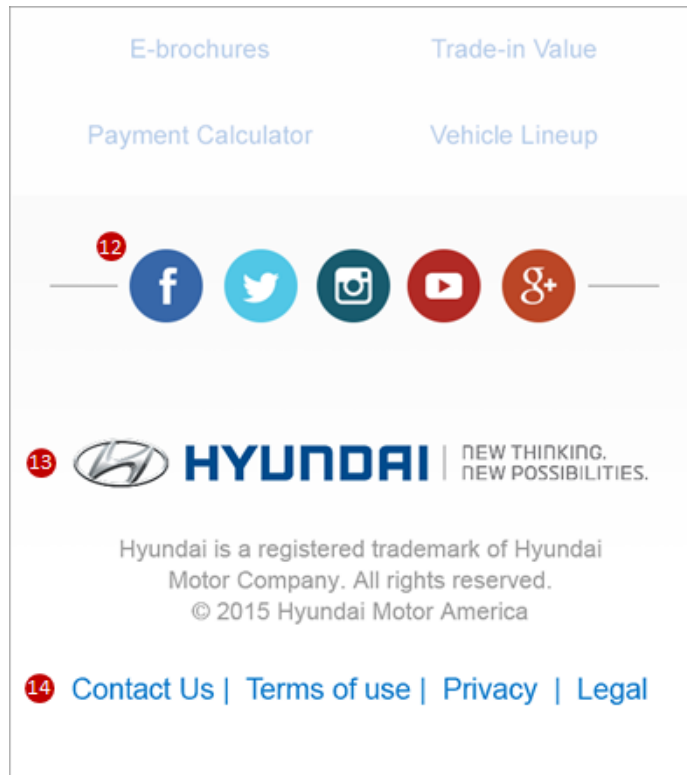 E-brochures Trade-in Value
Payment Calculator Vehicle Lineup
12
f g+
13 HYUNDAI | NEW THINKING.
NEW POSSIBILITIES.
Hyundai is a registered trademark of Hyundai
Motor Company. All rights reserved.
© 2015 Hyundai Motor America
14 Contact Us | Terms of use | Privacy | Legal